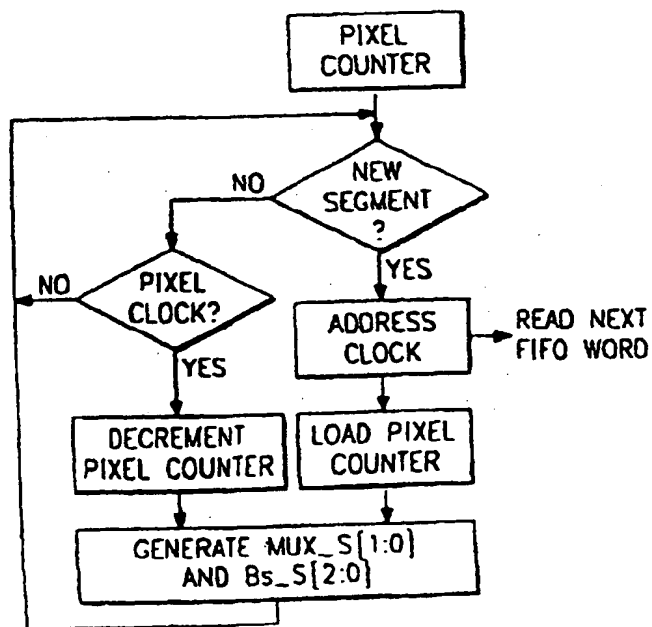 PIXEL
COUNTER
NEW
SEGMENT
?
NO
YES
PIXEL
CLOCK?
NO
YES
ADDRESS
CLOCK
READ NEXT
FIFO WORD
DECREMENT
PIXEL COUNTER
LOAD PIXEL
COUNTER
GENERATE MUX_S[1:0]
AND Bs_S[2:0]